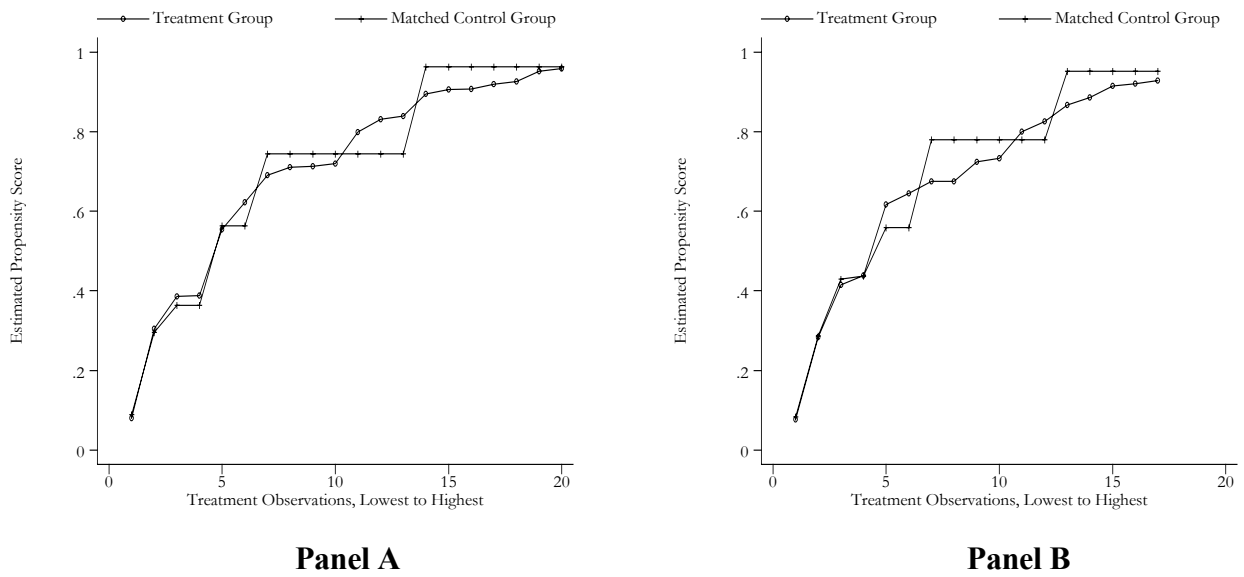 Treatment Group Matched Control Group
Estimated Propensity Score
1
.8
.6
.4
.2
0
0 5 10 15 20
Treatment Observations, Lowest to Highest
Panel A
Treatment Group Matched Control Group
Estimated Propensity Score
1
.8
.6
.4
.2
0
0 5 10 15 20
Treatment Observations, Lowest to Highest
Panel B